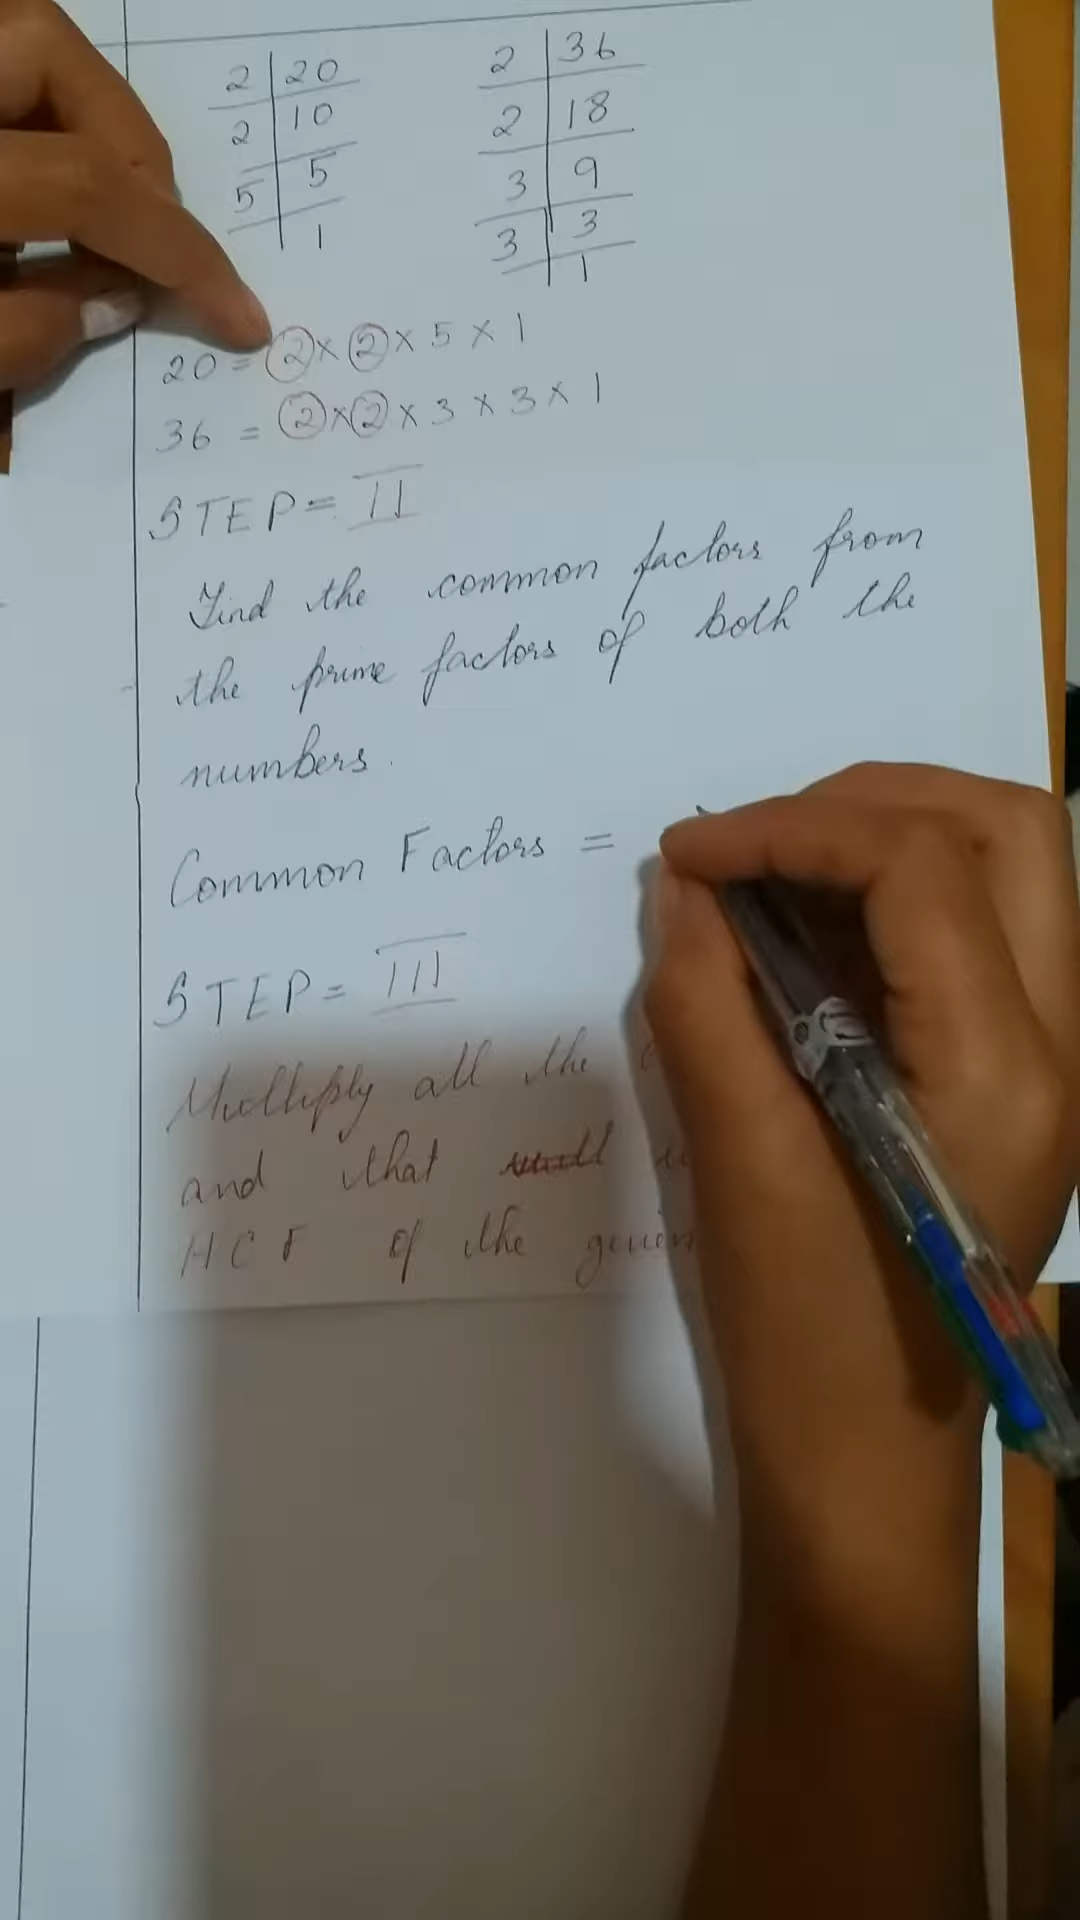 2 | 20
2 | 10
5 | 5
1
2 | 36
2 | 18
3 | 9
3 | 3
1
20 = 2 × 2 × 5 × 1
36 = 2 × 2 × 3 × 3 × 1
STEP = II
Find the common factors from
the prime factors of both the
numbers.
Common Factors =
STEP = III
Multiply all the
and that
HCF of the